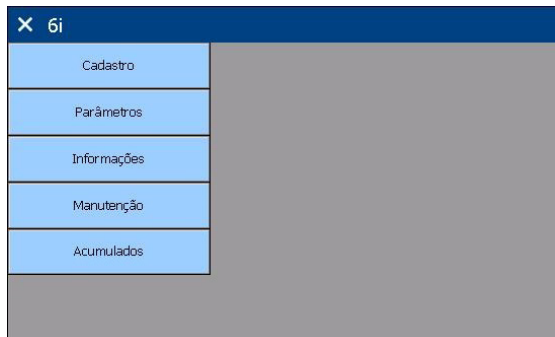 6i
Cadastro
Parâmetros
Informações
Manutenção
Acumulados